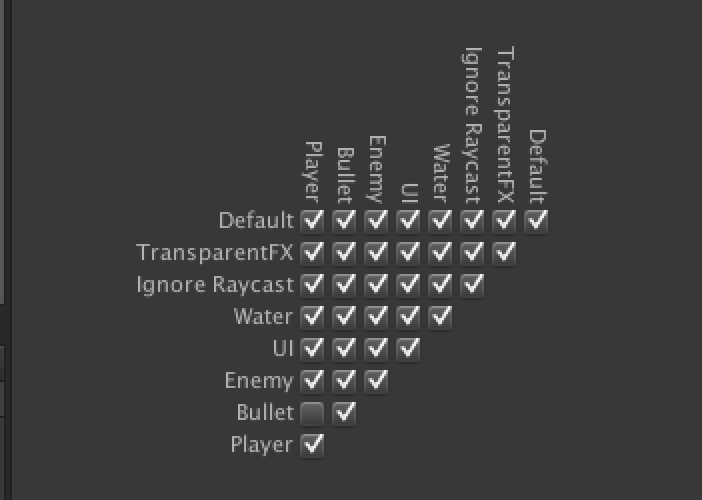 Player
Bullet
Enemy
UI
Water
Ignore Raycast
TransparentFX
Default
Default
TransparentFX
Ignore Raycast
Water
UI
Enemy
Bullet
Player